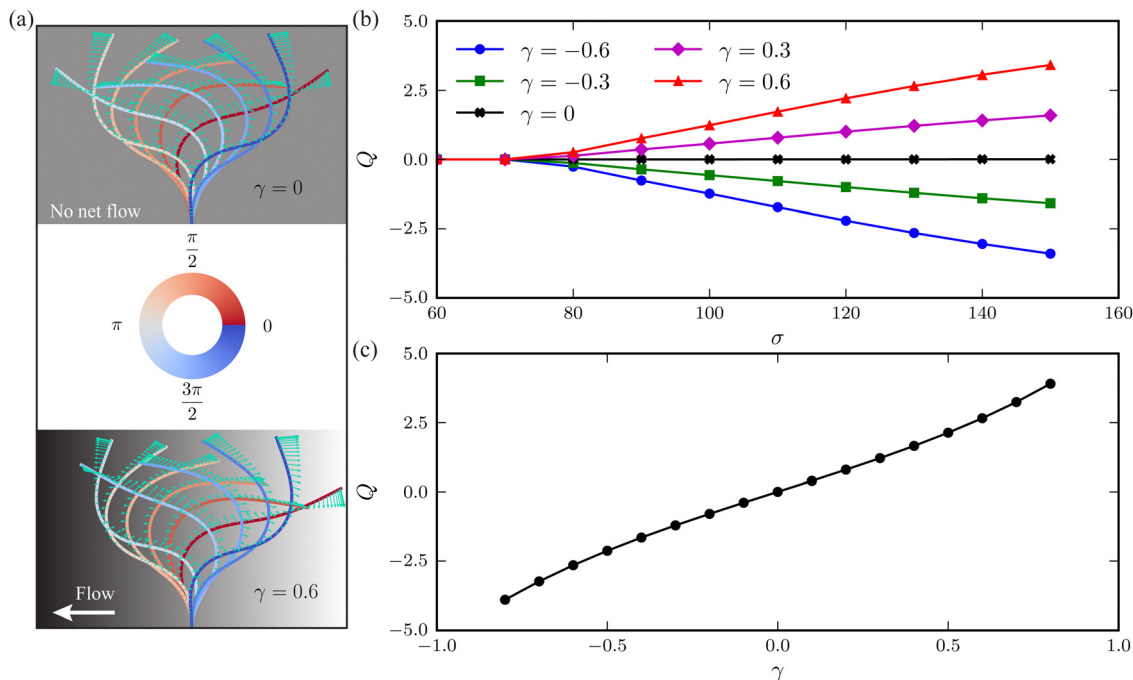 (a)
γ = 0
No net flow
π/2
π
0
3π/2
Flow
γ = 0.6
(b)
5.0
2.5
0.0
−2.5
−5.0
Q
γ = −0.6
γ = −0.3
γ = 0
γ = 0.3
γ = 0.6
60 80 100 120 140 160
σ
(c)
5.0
2.5
0.0
−2.5
−5.0
Q
−1.0 −0.5 0.0 0.5 1.0
γ